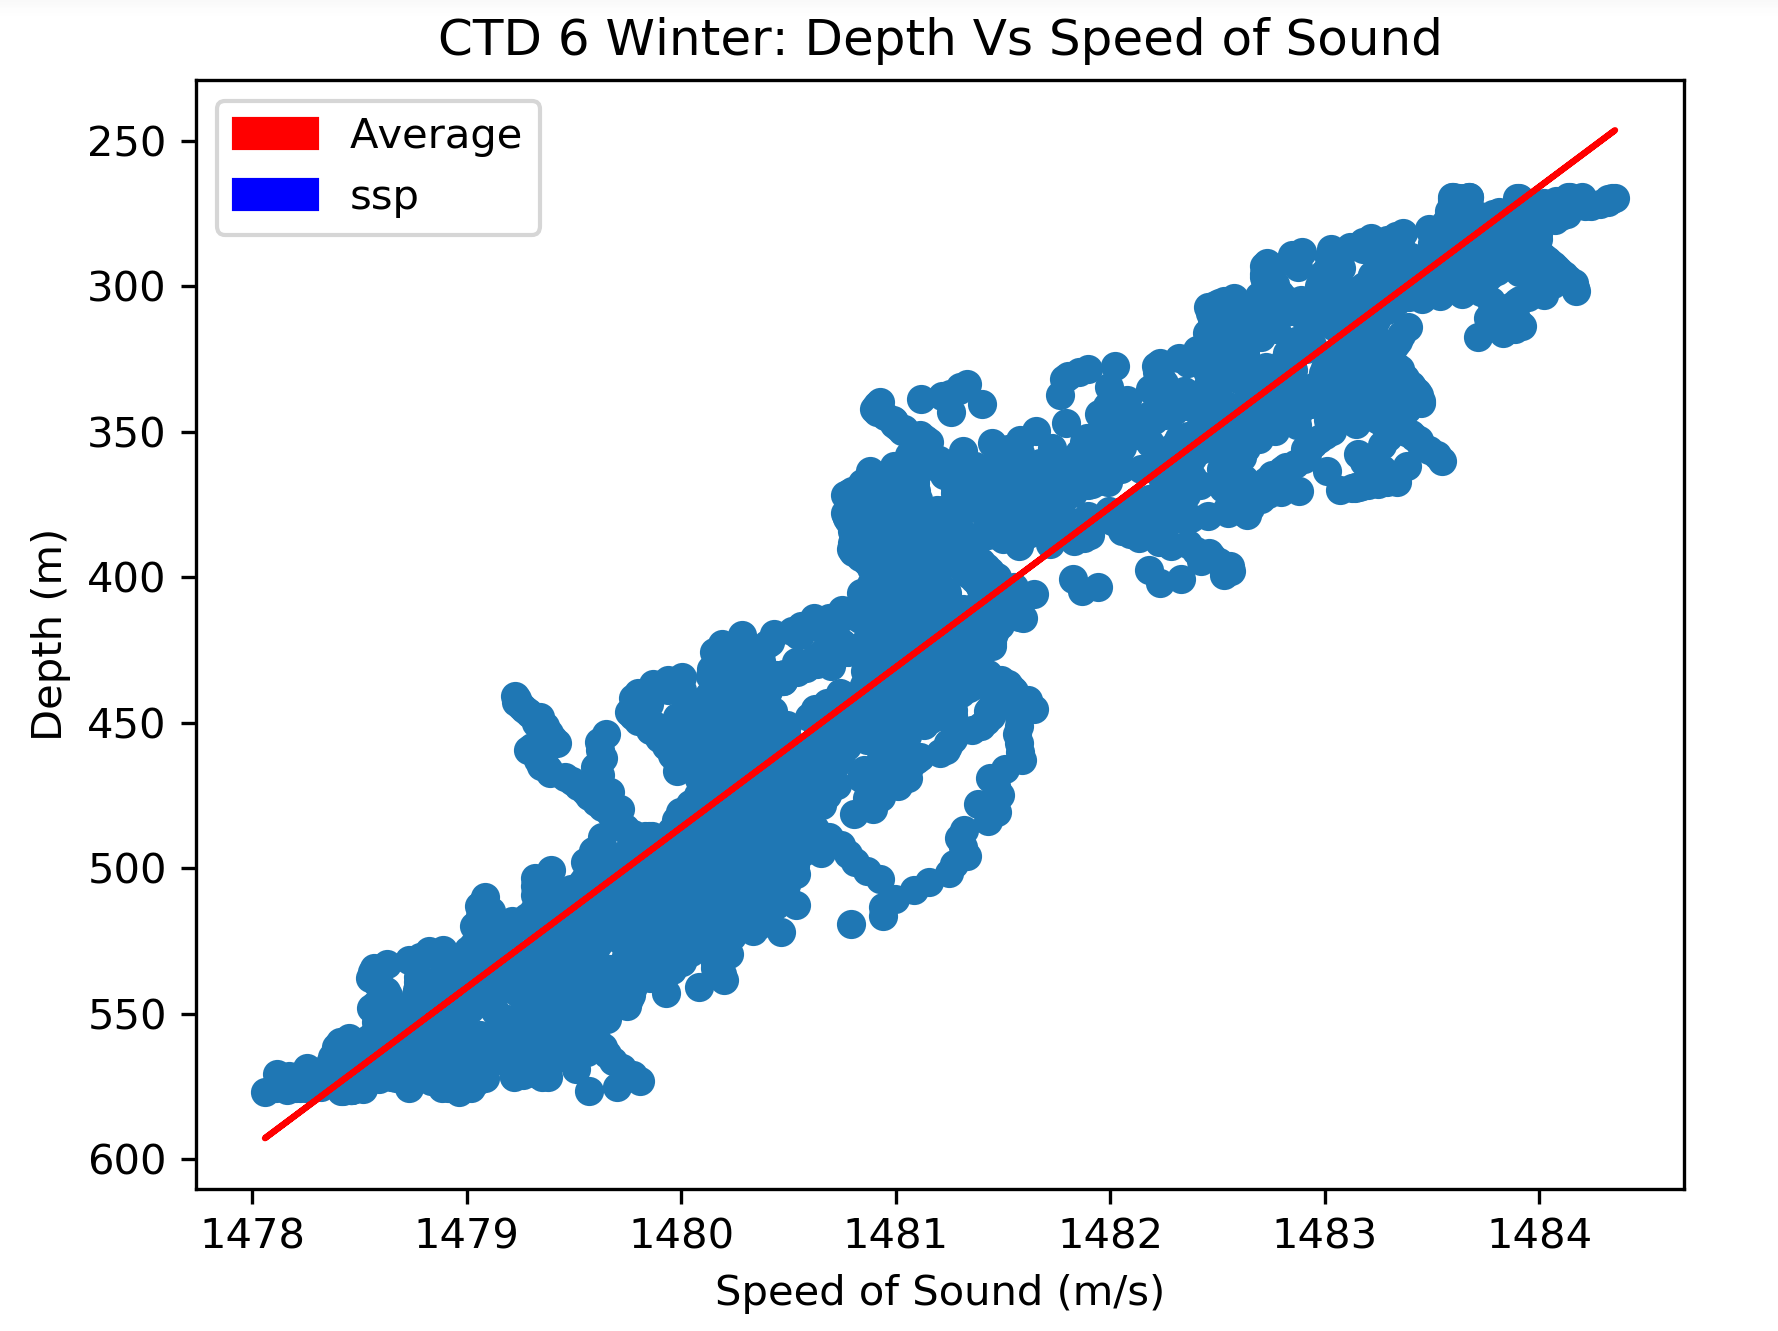 CTD 6 Winter: Depth Vs Speed of Sound
Average
ssp
250
300
350
400
450
500
550
600
Depth (m)
1478 1479 1480 1481 1482 1483 1484
Speed of Sound (m/s)